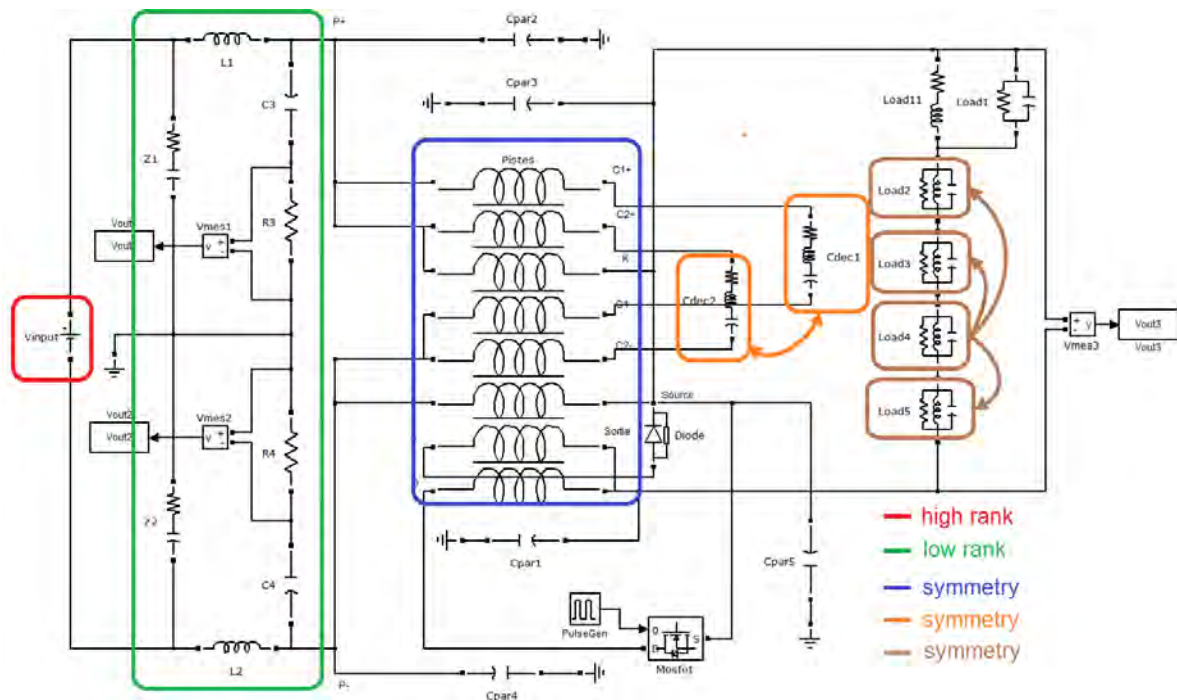 P+
Cpar2
L1
Cpar3
C3
Load11
Load1
Z1
Pistes
C1+
Load2
Vout
Vout
Vmes1
v
R3
C2+
K
Load3
Cdec1
Cdec2
Vinput
C1-
Load4
v
Vmea3
Vout3
Vout3
C2-
Vout2
Vout2
Vmes2
v
R4
Source
Sortie
Diode
Load5
Z2
high rank
low rank
symmetry
symmetry
symmetry
Cpar1
Cpar5
C4
PulseGen
S
Mosfet
L2
P-
Cpar4